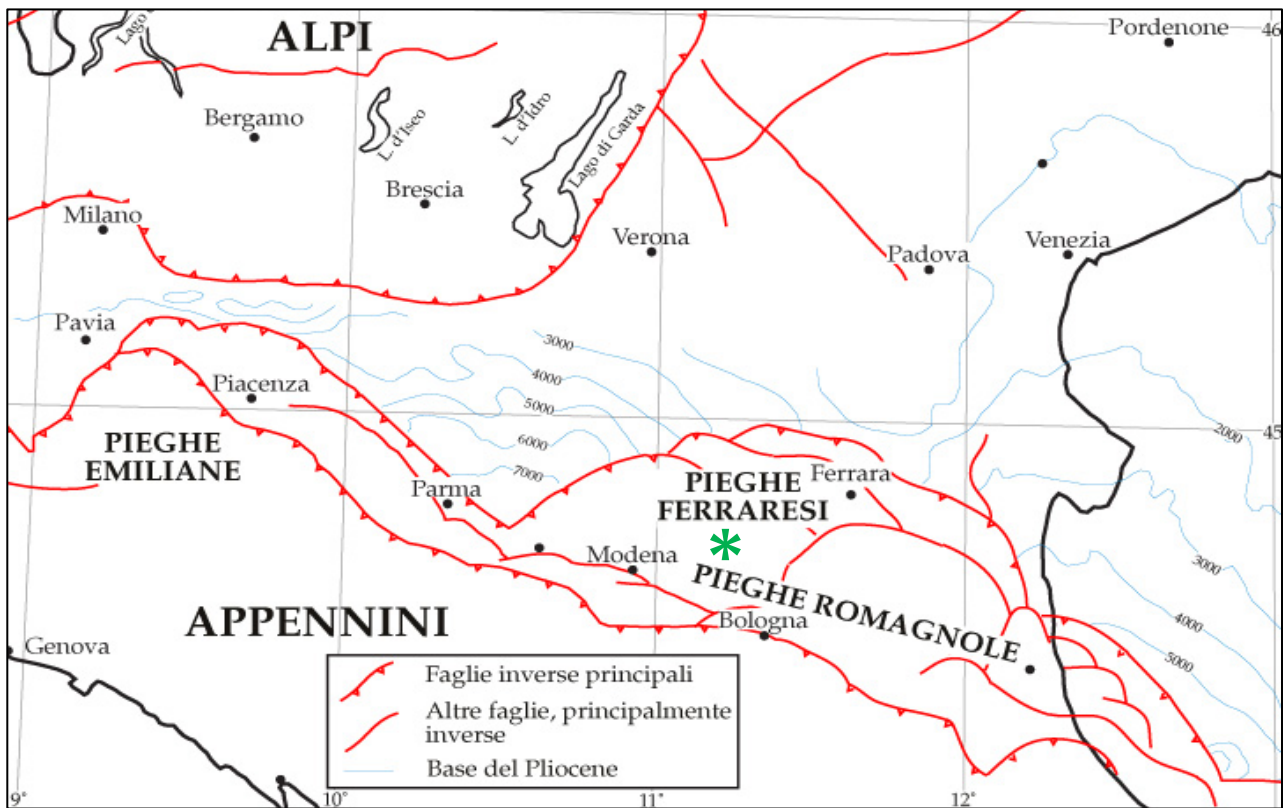 Lago d
ALPI
Pordenone
46
Bergamo
L. d'Iseo
L. d'Idro
Lago di Garda
Brescia
Milano
Verona
Padova
Venezia
Pavia
3000
4000
Piacenza
5000
45
2000
PIEGHE
EMILIANE
6000
7000
Parma
PIEGHE
FERRARESI
Ferrara
*
Modena
3000
PIEGHE ROMAGNOLE
APPENNINI
Bologna
4000
5000
Genova
Faglie inverse principali
Altre faglie, principalmente
inverse
Base del Pliocene
9°
10°
11°
12°